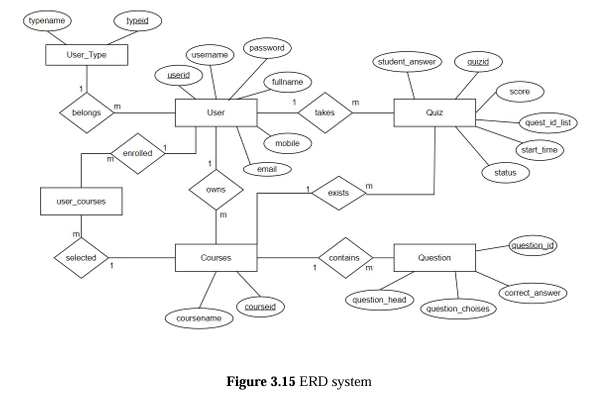 typename
typeid
User_Type
username
password
userid
fullname
student_answer
quizid
score
1
belongs
m
User
1
takes
m
Quiz
quest_id_list
mobile
start_time
enrolled
m
1
email
status
1
owns
m
user_courses
1
exists
m
m
selected
1
Courses
1
contains
m
Question
question_id
question_head
question_choises
correct_answer
coursename
courseid
Figure 3.15 ERD system